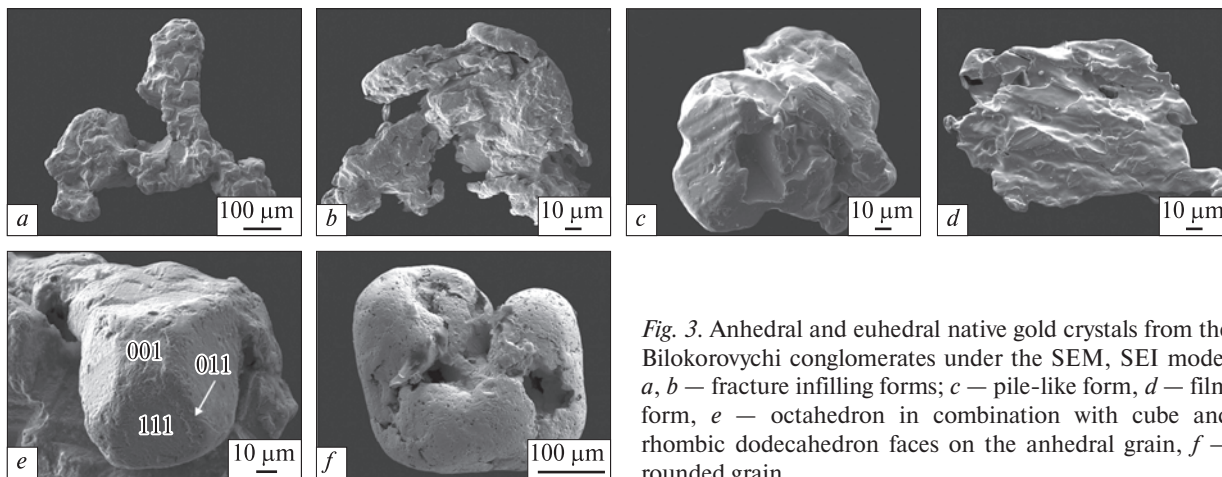 a 100 μm
b 10 μm
c 10 μm
d 10 μm
001
011
111
e 10 μm
f 100 μm
Fig. 3. Anhedral and euhedral native gold crystals from the
Bilokorovychi conglomerates under the SEM, SEI mode
a, b — fracture infilling forms; c — pile-like form, d — film
form, e — octahedron in combination with cube and
rhombic dodecahedron faces on the anhedral grain, f —
rounded grain